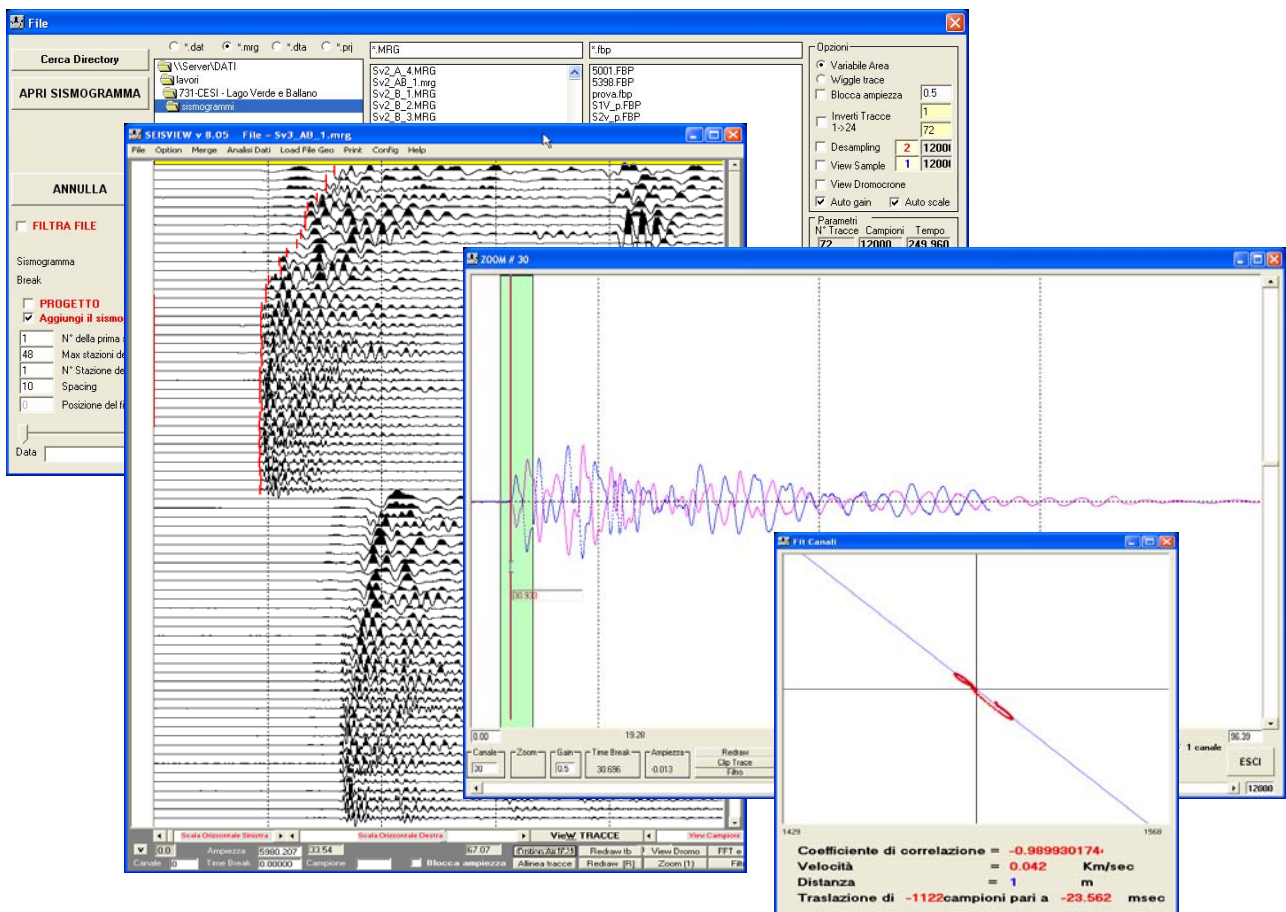 File
Cerca Directory
APRI SISMOGRAMMA
ANNULLA
FILTRA FILE
Sismogramma
Break
PROGETTO
Aggiungi il sismo
1 N° della prima
48 Max stazioni de
1 N° Stazione de
10 Spacing
0 Posizione del fi
Data
*.dat *.mrg *.dta *.prj
\\Server\DATI
lavori
731-CESI - Lago Verde e Ballano
sismogrammi
*.MRG
Sv2_A_4.MRG
Sv2_AB_1.mrg
Sv2_B_1.MRG
Sv2_B_2.MRG
Sv2_B_3.MRG
*.fbp
5001.FBP
5398.FBP
prova.fbp
S1V_p.FBP
S2v_p.FBP
Opzioni
Variabile Area
Wiggle trace
Blocca ampiezza 0.5
Inverti Tracce 1
1->24 72
Desampling 2 12000
View Sample 1 12000
View Dromocrone
Auto gain Auto scale
Parametri
N° Tracce Campioni Tempo
72 12000 249.960
SEISVIEW v 8.05 File - Sv3_AB_1.mrg
File Option Merge Analisi Dati Load File Geo Print Config Help
Scala Orizzontale Sinistra Scala Orizzontale Destra VieW TRACCE View Campioni
v 0.0 Ampiezza 5980.207 33.54 67.07 Redraw tb View Dromo FFT e
Canale 0 Time Break 0.00000 Campione Blocca ampiezza Allinea tracce Redraw [R] Zoom (1) Filt
ZOOM # 30
30.933
0.00 19.28 96.39
Canale Zoom Gain Time Break Ampiezza Redraw
30 0.5 30.696 -0.013 Clip Trace
Filtro
1 canale
ESCI
12000
Fit Canali
1429 1568
Coefficiente di correlazione = -0.989930174
Velocità = 0.042 Km/sec
Distanza = 1 m
Traslazione di -1122campioni pari a -23.562 msec